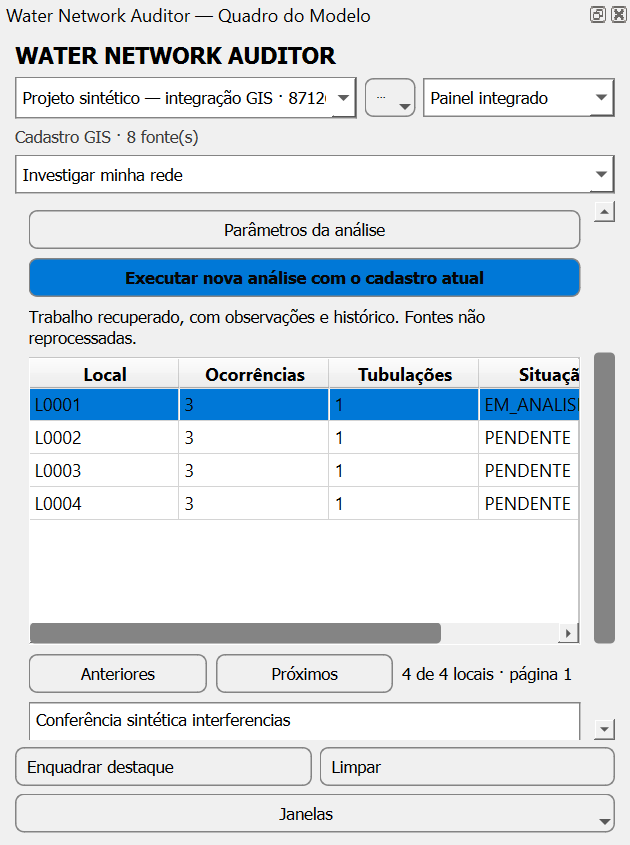 Water Network Auditor — Quadro do Modelo
WATER NETWORK AUDITOR
Projeto sintético — integração GIS · 8712
... Painel integrado
Cadastro GIS · 8 fonte(s)
Investigar minha rede
Parâmetros da análise
Executar nova análise com o cadastro atual
Trabalho recuperado, com observações e histórico. Fontes não
reprocessadas.
Local Ocorrências Tubulações Situaçã
L0001 3 1 EM_ANALIS
L0002 3 1 PENDENTE
L0003 3 1 PENDENTE
L0004 3 1 PENDENTE
Anteriores Próximos 4 de 4 locais · página 1
Conferência sintética interferencias
Enquadrar destaque Limpar
Janelas